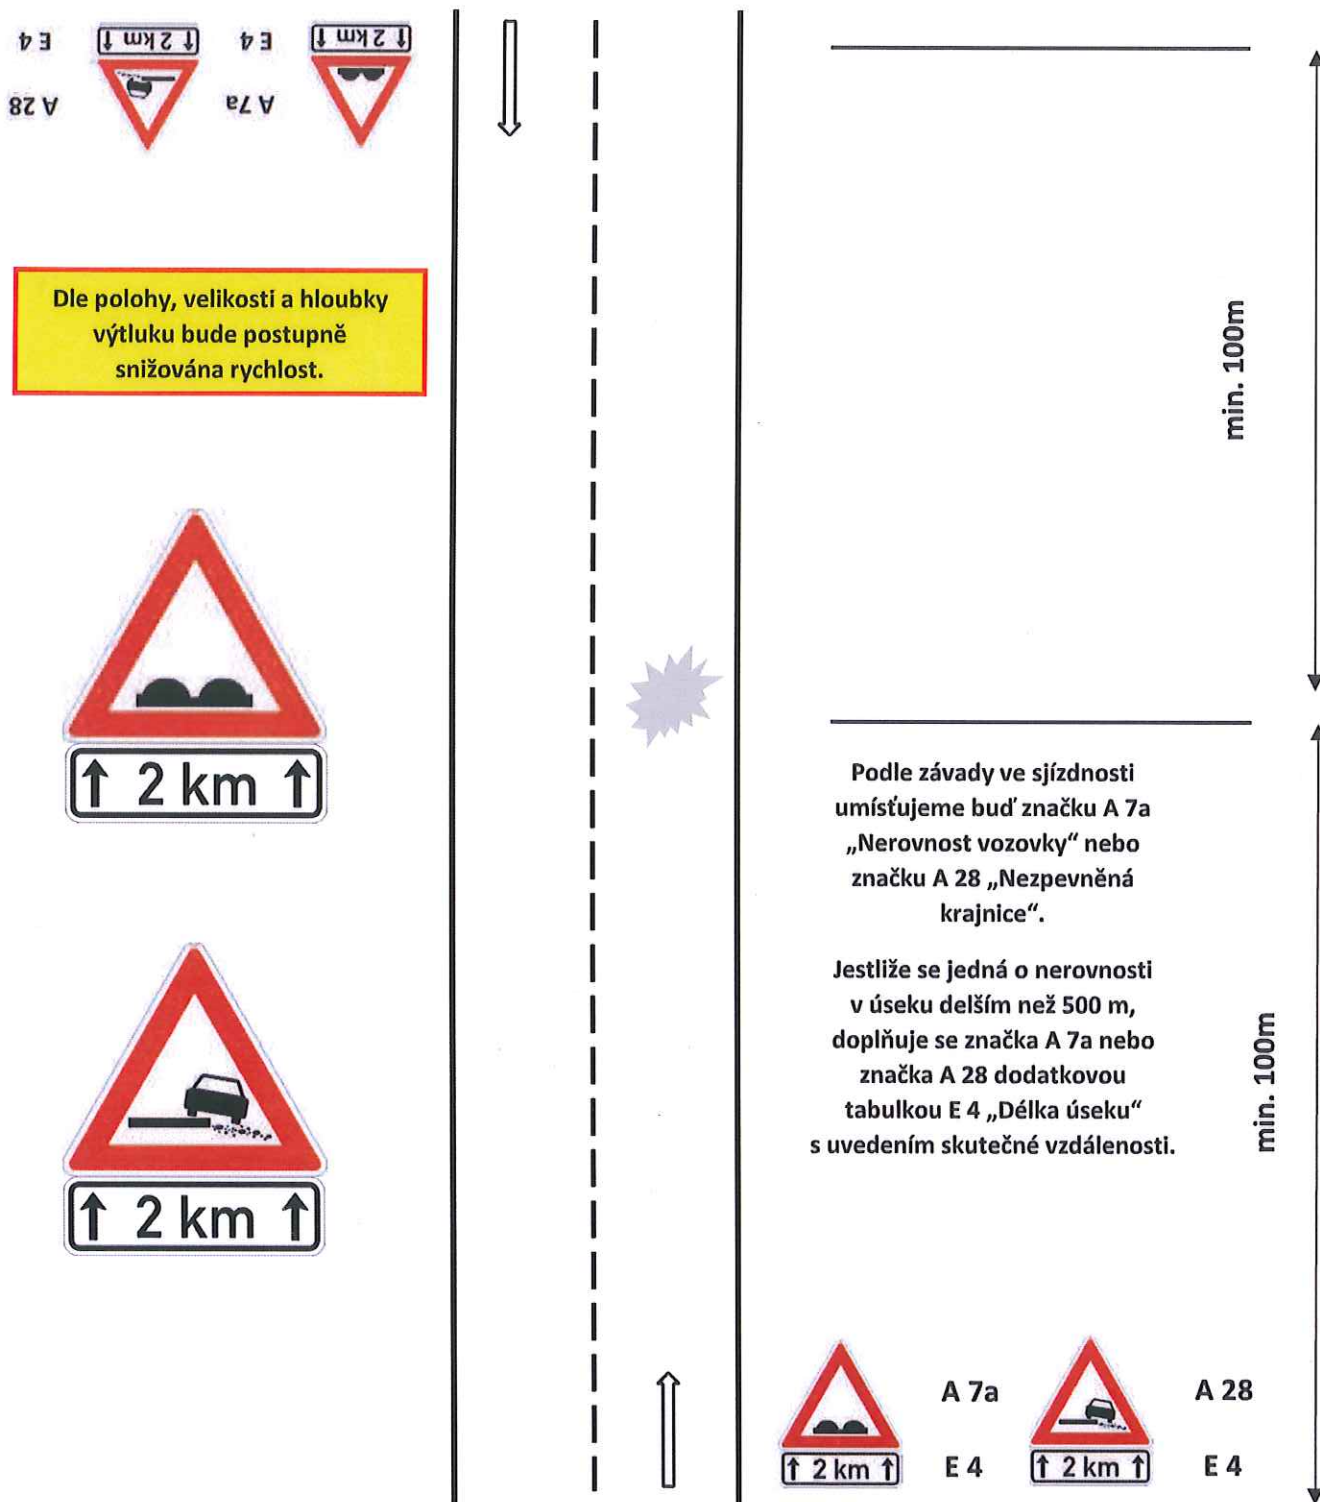 E 4
2 km
E 4
2 km
A 28
A 7a
Dle polohy, velikosti a hloubky
výtluku bude postupně
snižována rychlost.
min. 100m
2 km
Podle závady ve sjízdnosti
umísťujeme buď značku A 7a
„Nerovnost vozovky“ nebo
značku A 28 „Nezpevněná
krajnice“.
Jestliže se jedná o nerovnosti
v úseku delším než 500 m,
doplňuje se značka A 7a nebo
značka A 28 dodatkovou
tabulkou E 4 „Délka úseku“
s uvedením skutečné vzdálenosti.
min. 100m
2 km
A 7a
A 28
2 km
E 4
2 km
E 4